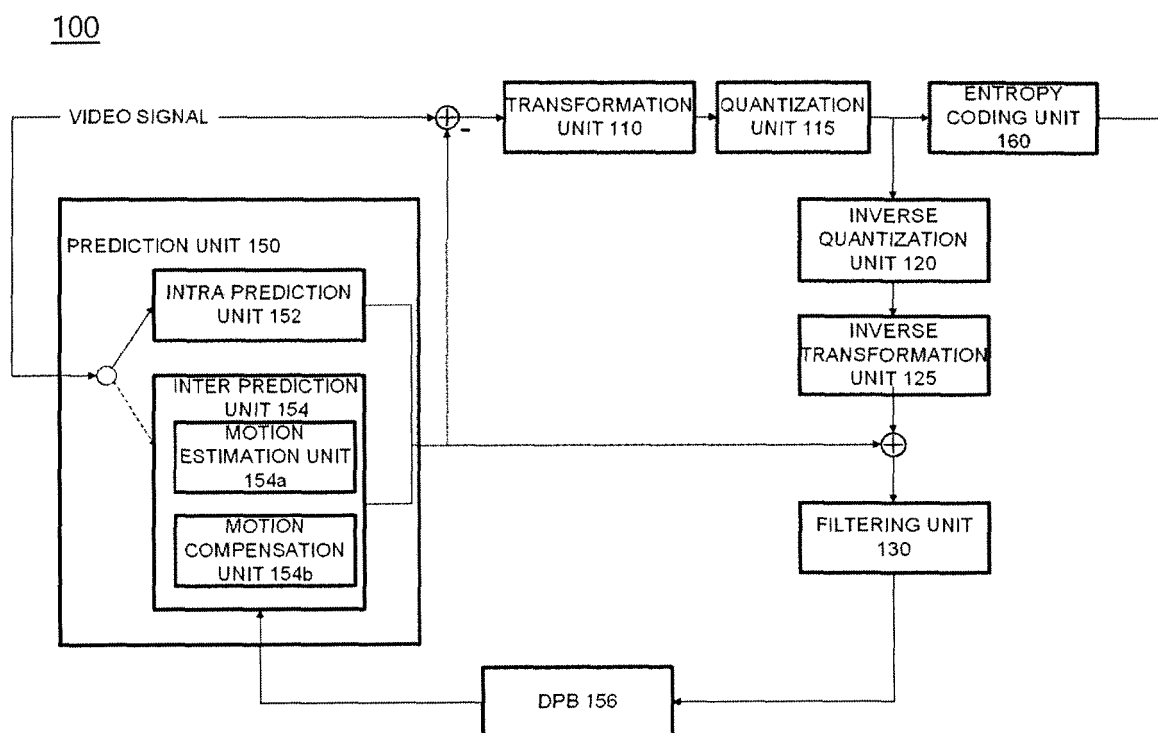 100
VIDEO SIGNAL
-
TRANSFORMATION
UNIT 110
QUANTIZATION
UNIT 115
ENTROPY
CODING UNIT
160
PREDICTION UNIT 150
INTRA PREDICTION
UNIT 152
INTER PREDICTION
UNIT 154
MOTION
ESTIMATION UNIT
154a
MOTION
COMPENSATION
UNIT 154b
INVERSE
QUANTIZATION
UNIT 120
INVERSE
TRANSFORMATION
UNIT 125
FILTERING UNIT
130
DPB 156